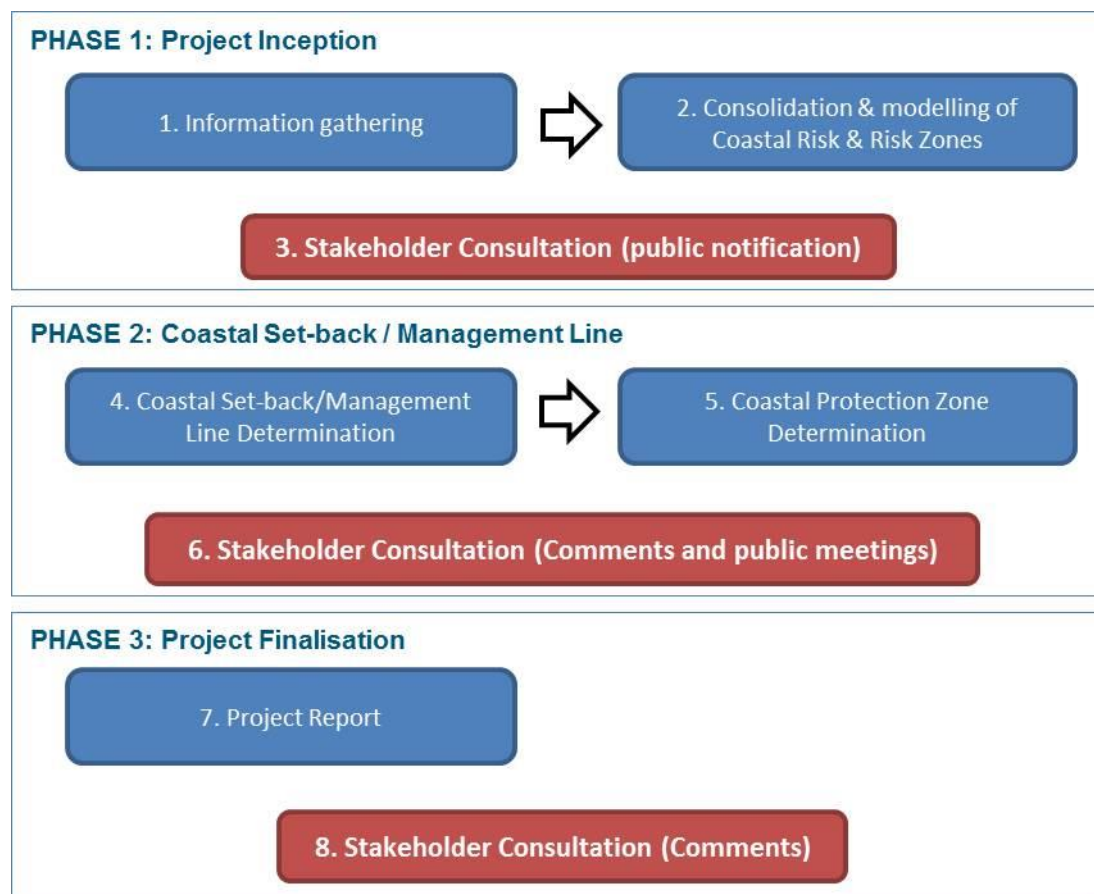 PHASE 1: Project Inception
1. Information gathering
2. Consolidation & modelling of
Coastal Risk & Risk Zones
3. Stakeholder Consultation (public notification)
PHASE 2: Coastal Set-back / Management Line
4. Coastal Set-back/Management
Line Determination
5. Coastal Protection Zone
Determination
6. Stakeholder Consultation (Comments and public meetings)
PHASE 3: Project Finalisation
7. Project Report
8. Stakeholder Consultation (Comments)